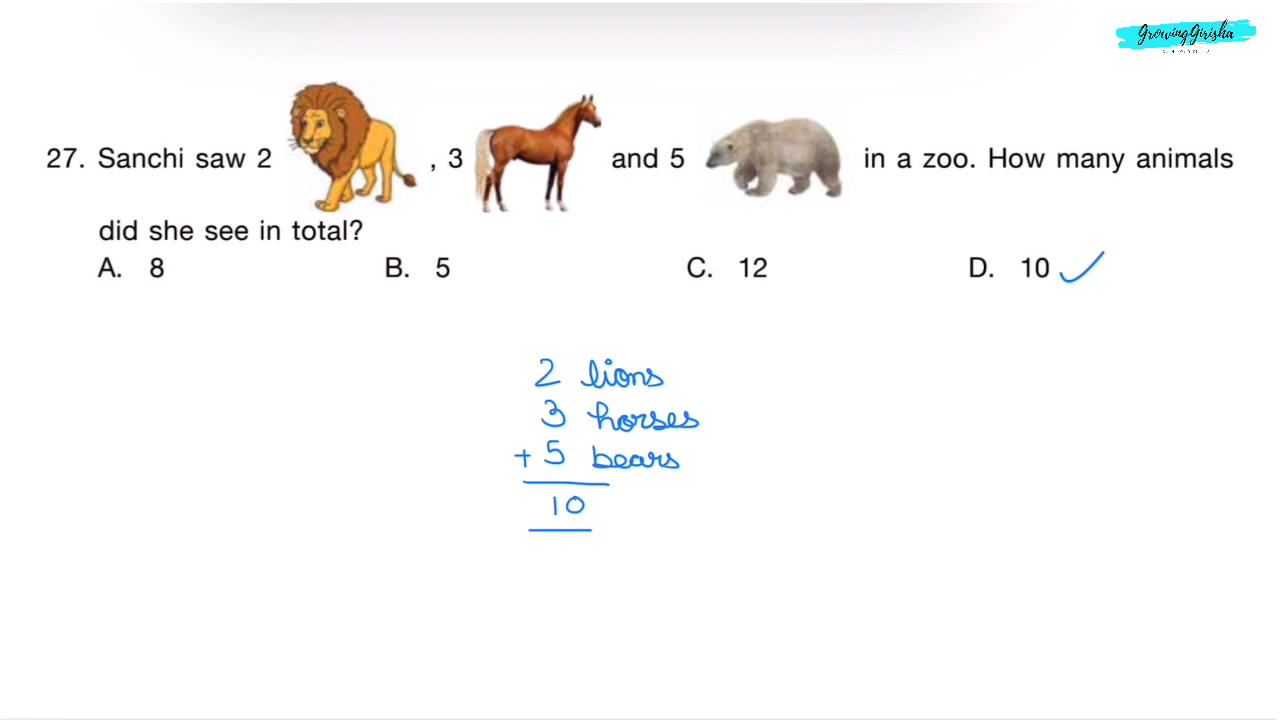 GrowingGirisha
27. Sanchi saw 2 , 3 and 5 in a zoo. How many animals
did she see in total?
A. 8 B. 5 C. 12 D. 10 ✓
2 lions
3 horses
+ 5 bears
10